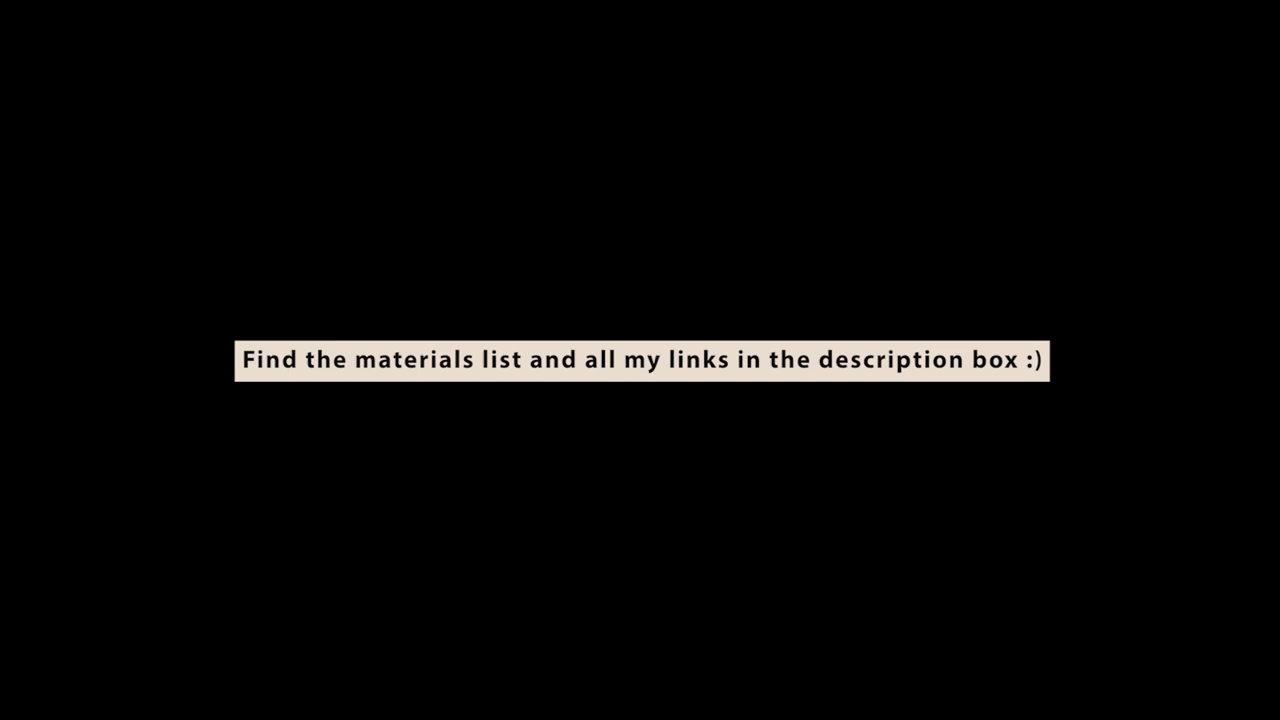 Find the materials list and all my links in the description box :)